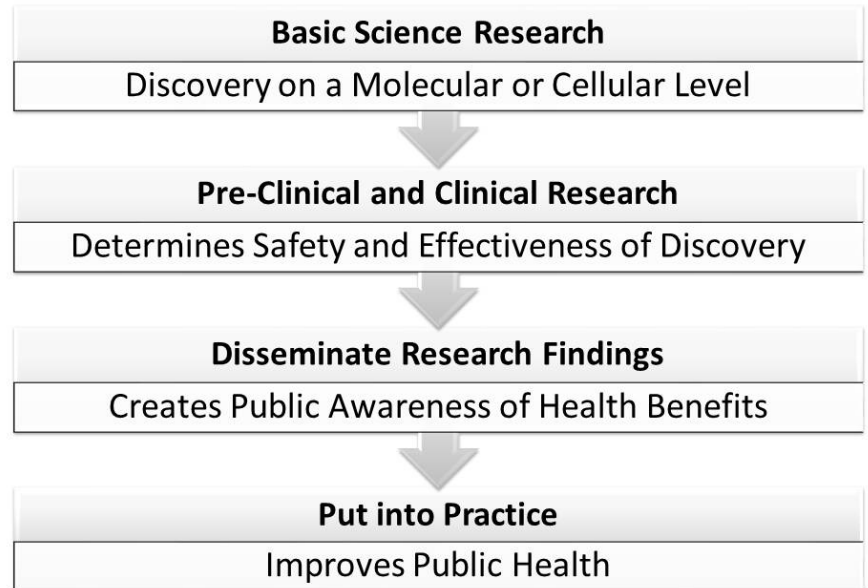 Basic Science Research
Discovery on a Molecular or Cellular Level
Pre-Clinical and Clinical Research
Determines Safety and Effectiveness of Discovery
Disseminate Research Findings
Creates Public Awareness of Health Benefits
Put into Practice
Improves Public Health